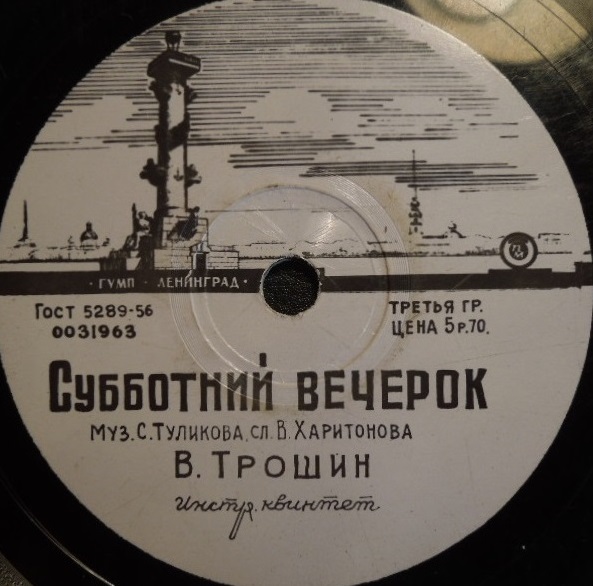 · ГУМП · ЛЕНИНГРАД ·
Гост 5289-56
0031963
ТРЕТЬЯ ГР.
ЦЕНА 5р.70.
Субботний вечерок
муз. С. Туликова, сл. В. Харитонова
В. Трошин
Инстр. квинтет